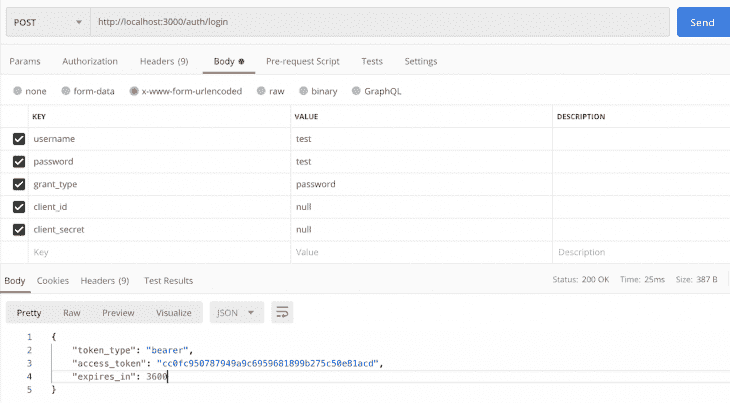 POST http://localhost:3000/auth/login Send
Params Authorization Headers (9) Body Pre-request Script Tests Settings
none form-data x-www-form-urlencoded raw binary GraphQL
KEY VALUE DESCRIPTION
username test
password test
grant_type password
client_id null
client_secret null
Key Value Description
Body Cookies Headers (9) Test Results Status: 200 OK Time: 25ms Size: 387 B
Pretty Raw Preview Visualize JSON
1 {
2 "token_type": "bearer",
3 "access_token": "cc0fc950787949a9c6959681899b275c50e81acd",
4 "expires_in": 3600
5 }